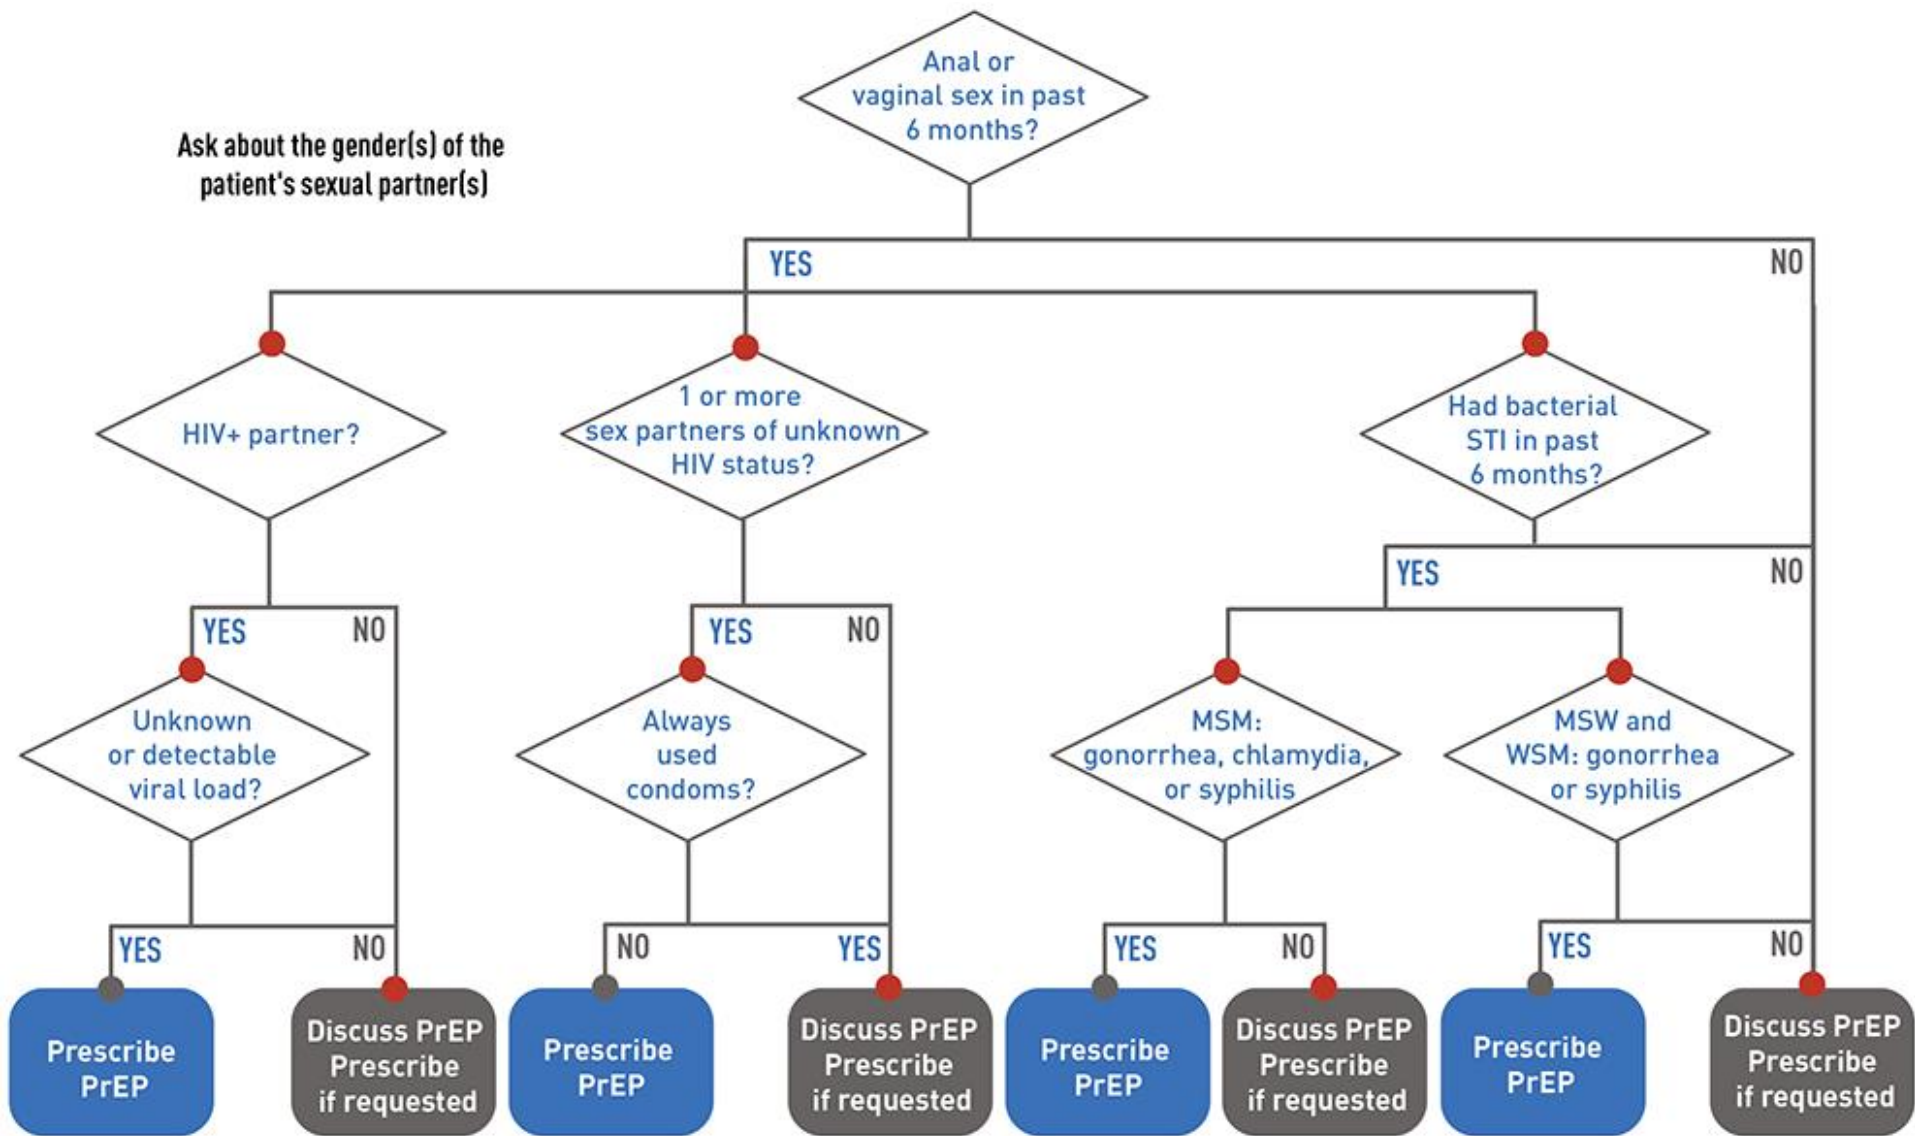 Anal or
vaginal sex in past
6 months?
Ask about the gender(s) of the
patient's sexual partner(s)
YES
NO
HIV+ partner?
1 or more
sex partners of unknown
HIV status?
Had bacterial
STI in past
6 months?
YES
NO
YES
NO
YES
NO
Unknown
or detectable
viral load?
Always
used
condoms?
MSM:
gonorrhea, chlamydia,
or syphilis
MSW and
WSM: gonorrhea
or syphilis
YES
NO
NO
YES
YES
NO
YES
NO
Prescribe
PrEP
Discuss PrEP
Prescribe
if requested
Prescribe
PrEP
Discuss PrEP
Prescribe
if requested
Prescribe
PrEP
Discuss PrEP
Prescribe
if requested
Prescribe
PrEP
Discuss PrEP
Prescribe
if requested